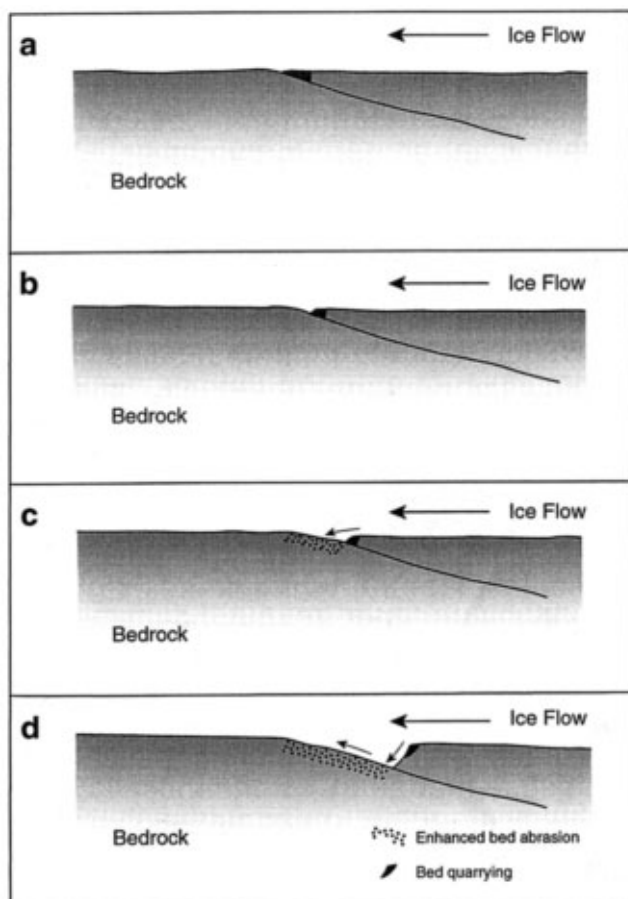 a
Ice Flow
Bedrock
b
Ice Flow
Bedrock
c
Ice Flow
Bedrock
d
Ice Flow
Bedrock
Enhanced bed abrasion
Bed quarrying